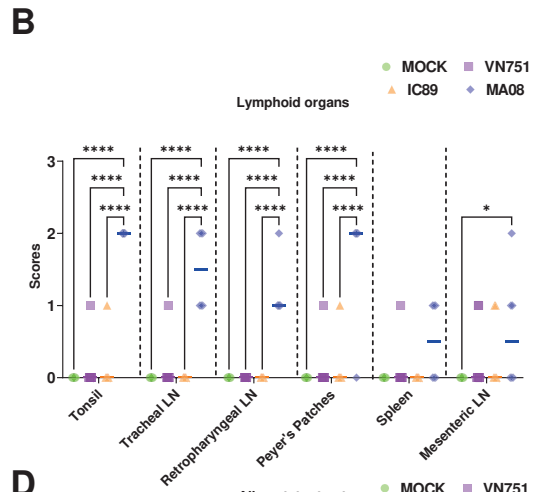 B
MOCK VN751
IC89 MA08
Lymphoid organs
**** **** **** ****
3
**** **** **** ****
**** **** **** **** *
2
Scores
1
0
Tonsil Tracheal LN Retropharyngeal LN Peyer's Patches Spleen Mesenteric LN
D
MOCK VN751